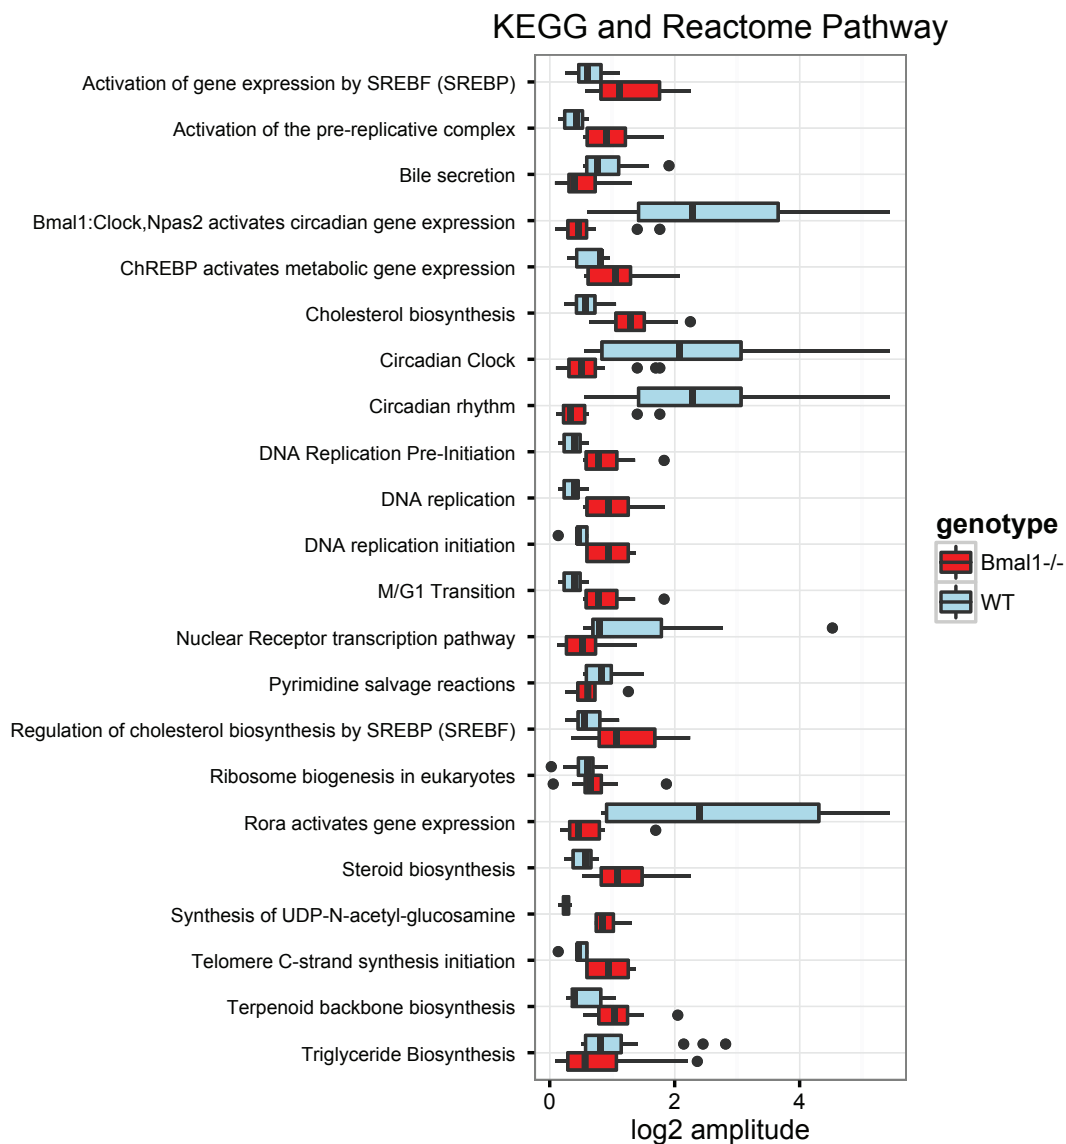 KEGG and Reactome Pathway
Activation of gene expression by SREBF (SREBP)
Activation of the pre-replicative complex
Bile secretion
Bmal1:Clock,Npas2 activates circadian gene expression
ChREBP activates metabolic gene expression
Cholesterol biosynthesis
Circadian Clock
Circadian rhythm
DNA Replication Pre-Initiation
DNA replication
DNA replication initiation
M/G1 Transition
Nuclear Receptor transcription pathway
Pyrimidine salvage reactions
Regulation of cholesterol biosynthesis by SREBP (SREBF)
Ribosome biogenesis in eukaryotes
Rora activates gene expression
Steroid biosynthesis
Synthesis of UDP-N-acetyl-glucosamine
Telomere C-strand synthesis initiation
Terpenoid backbone biosynthesis
Triglyceride Biosynthesis
0 2 4
log2 amplitude
genotype
Bmal1-/-
WT